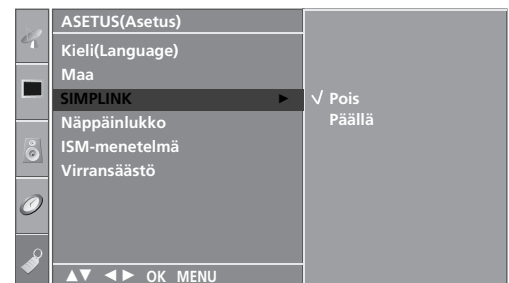 ASETUS(Asetus)
Kieli(Language)
Maa
SIMPLINK ►
Näppäinlukko
ISM-menetelmä
Virransäästö
√ Pois
Päällä
▲▼ ◄► OK MENU